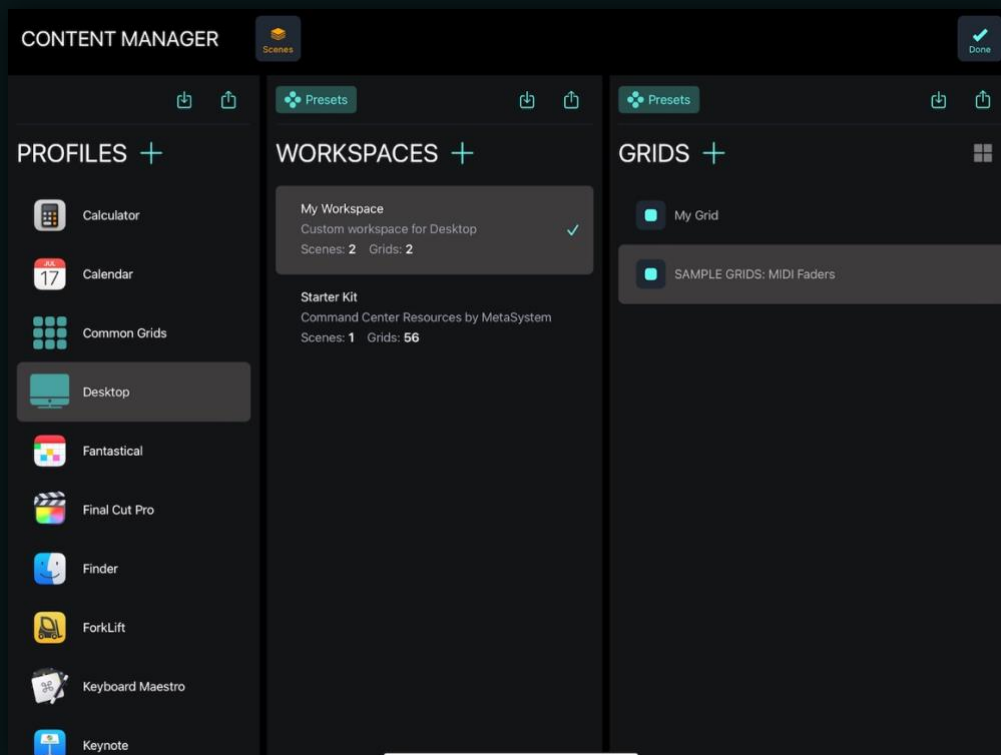 CONTENT MANAGER
Scenes
Done
PROFILES
Calculator
JUL
17
Calendar
Common Grids
Desktop
Fantastical
Final Cut Pro
Finder
ForkLift
Keyboard Maestro
Keynote
Presets
WORKSPACES
My Workspace
Custom workspace for Desktop
Scenes: 2 Grids: 2
Starter Kit
Command Center Resources by MetaSystem
Scenes: 1 Grids: 56
Presets
GRIDS
My Grid
SAMPLE GRIDS: MIDI Faders